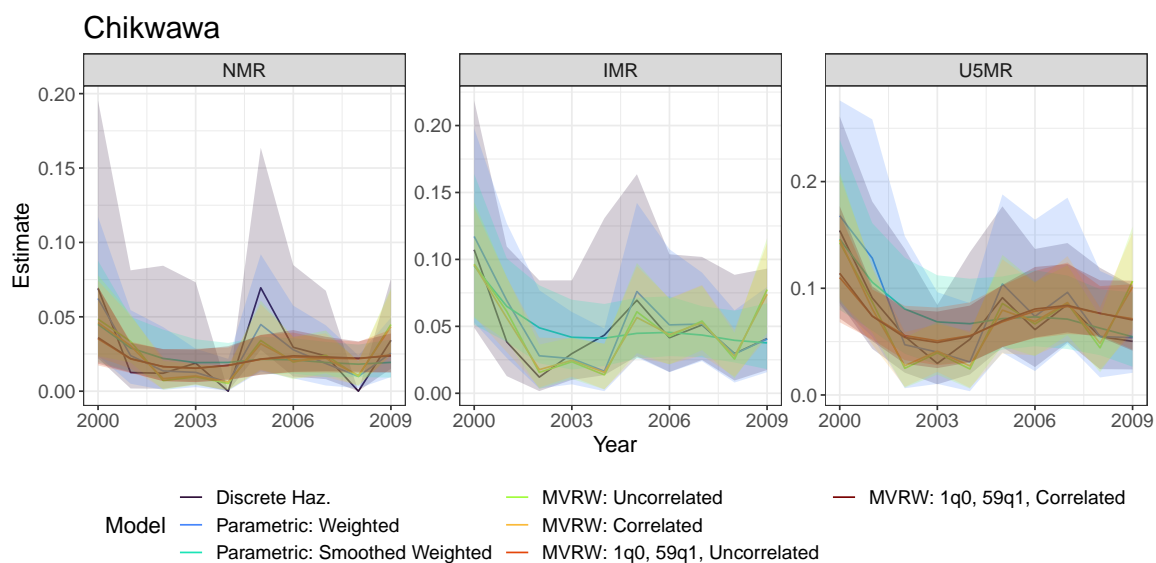 Chikwawa
NMR
IMR
U5MR
Estimate
0.20
0.15
0.10
0.05
0.00
0.20
0.15
0.10
0.05
0.00
0.2
0.1
0.0
2000 2003 2006 2009
2000 2003 2006 2009
2000 2003 2006 2009
Year
Model
Discrete Haz.
Parametric: Weighted
Parametric: Smoothed Weighted
MVRW: Uncorrelated
MVRW: Correlated
MVRW: 1q0, 59q1, Uncorrelated
MVRW: 1q0, 59q1, Correlated